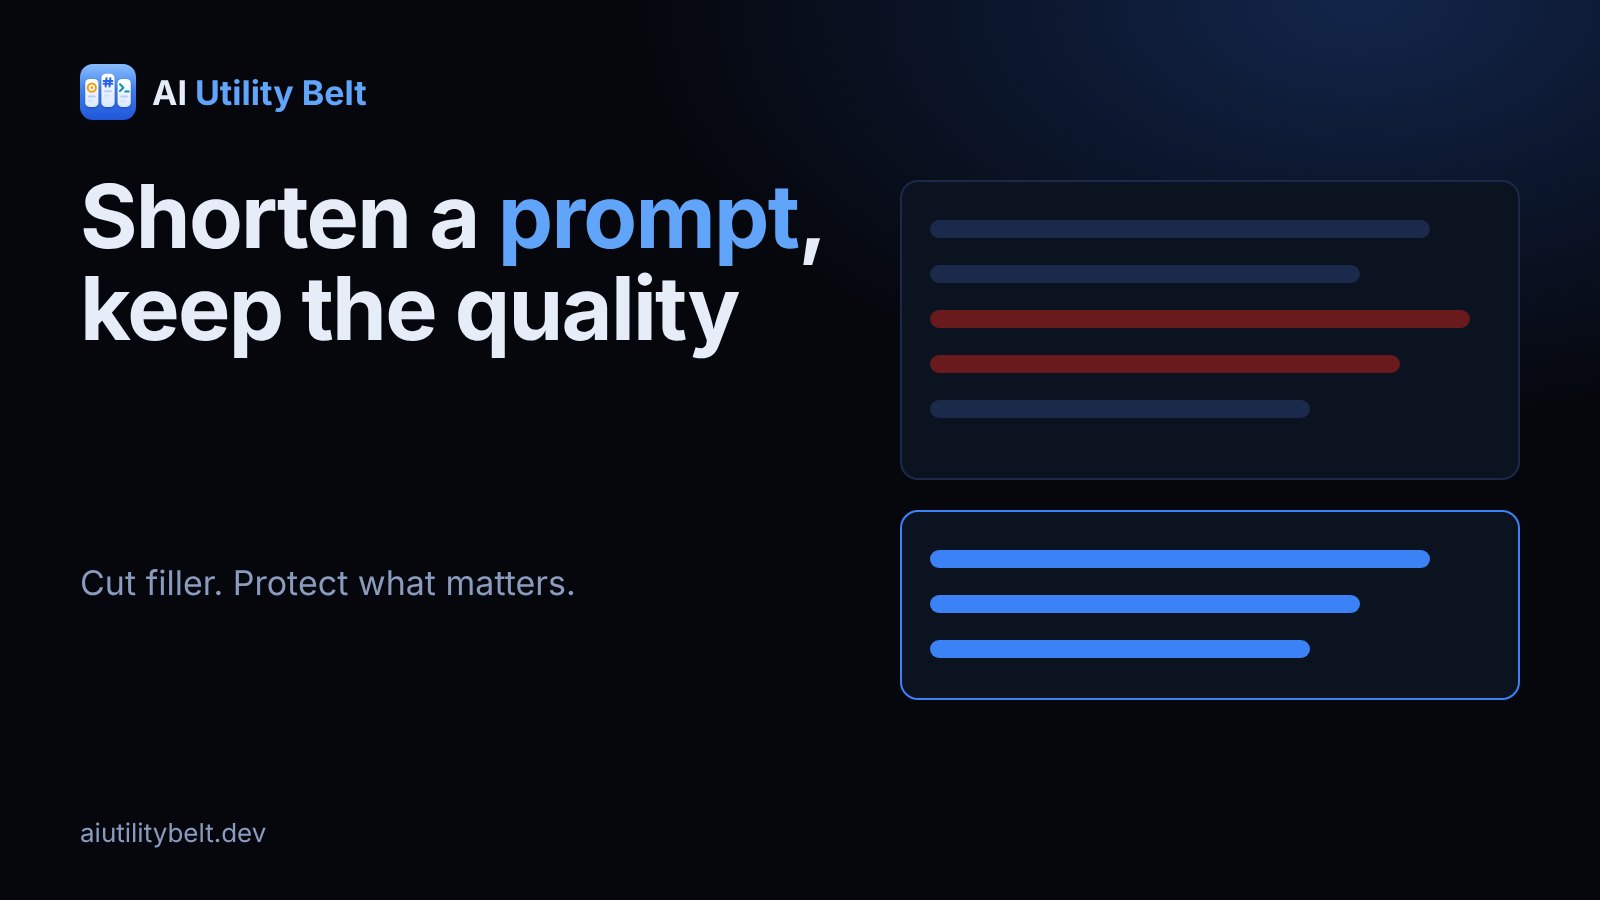 AI Utility Belt
Shorten a prompt,
keep the quality
Cut filler. Protect what matters.
aiutilitybelt.dev